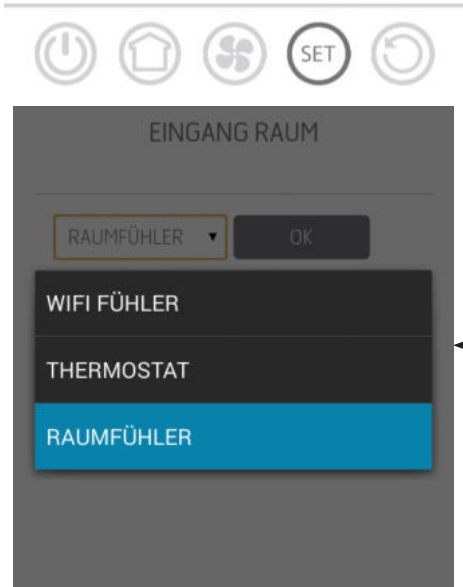 SET
EINGANG RAUM
RAUMFÜHLER OK
WIFI FÜHLER
THERMOSTAT
RAUMFÜHLER